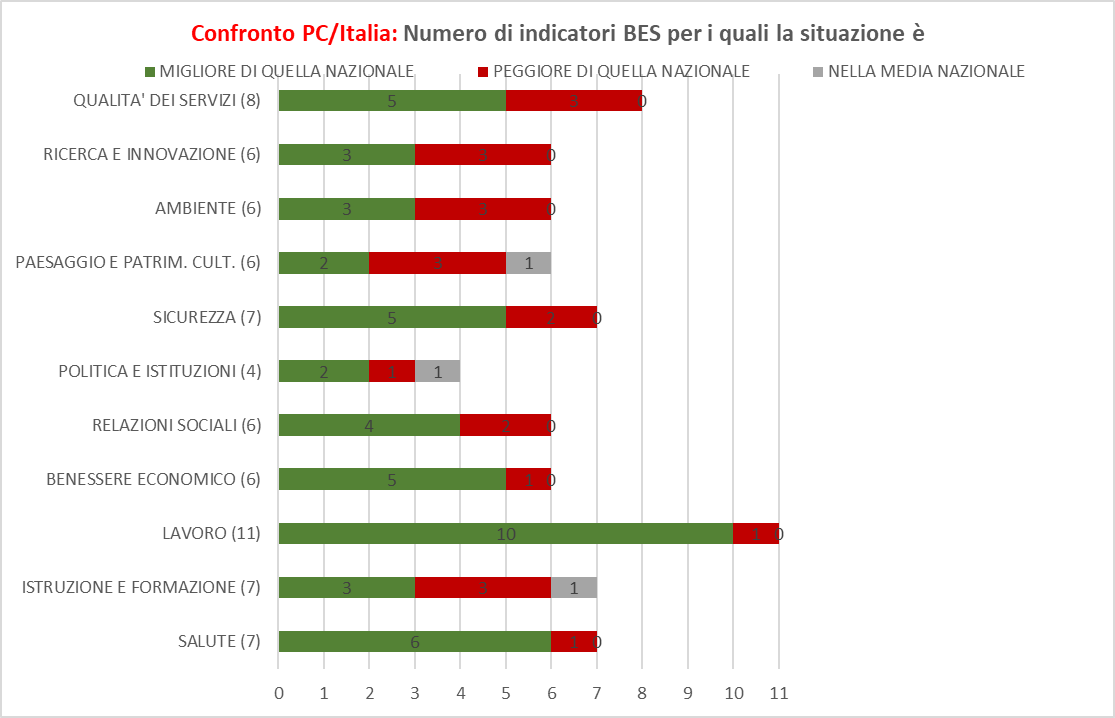 Confronto PC/Italia: Numero di indicatori BES per i quali la situazione è
MIGLIORE DI QUELLA NAZIONALE PEGGIORE DI QUELLA NAZIONALE NELLA MEDIA NAZIONALE
QUALITA' DEI SERVIZI (8) 5 3 0
RICERCA E INNOVAZIONE (6) 3 3 0
AMBIENTE (6) 3 3 0
PAESAGGIO E PATRIM. CULT. (6) 2 3 1
SICUREZZA (7) 5 2 0
POLITICA E ISTITUZIONI (4) 2 1 1
RELAZIONI SOCIALI (6) 4 2 0
BENESSERE ECONOMICO (6) 5 1 0
LAVORO (11) 10 1 0
ISTRUZIONE E FORMAZIONE (7) 3 3 1
SALUTE (7) 6 1 0
0 1 2 3 4 5 6 7 8 9 10 11